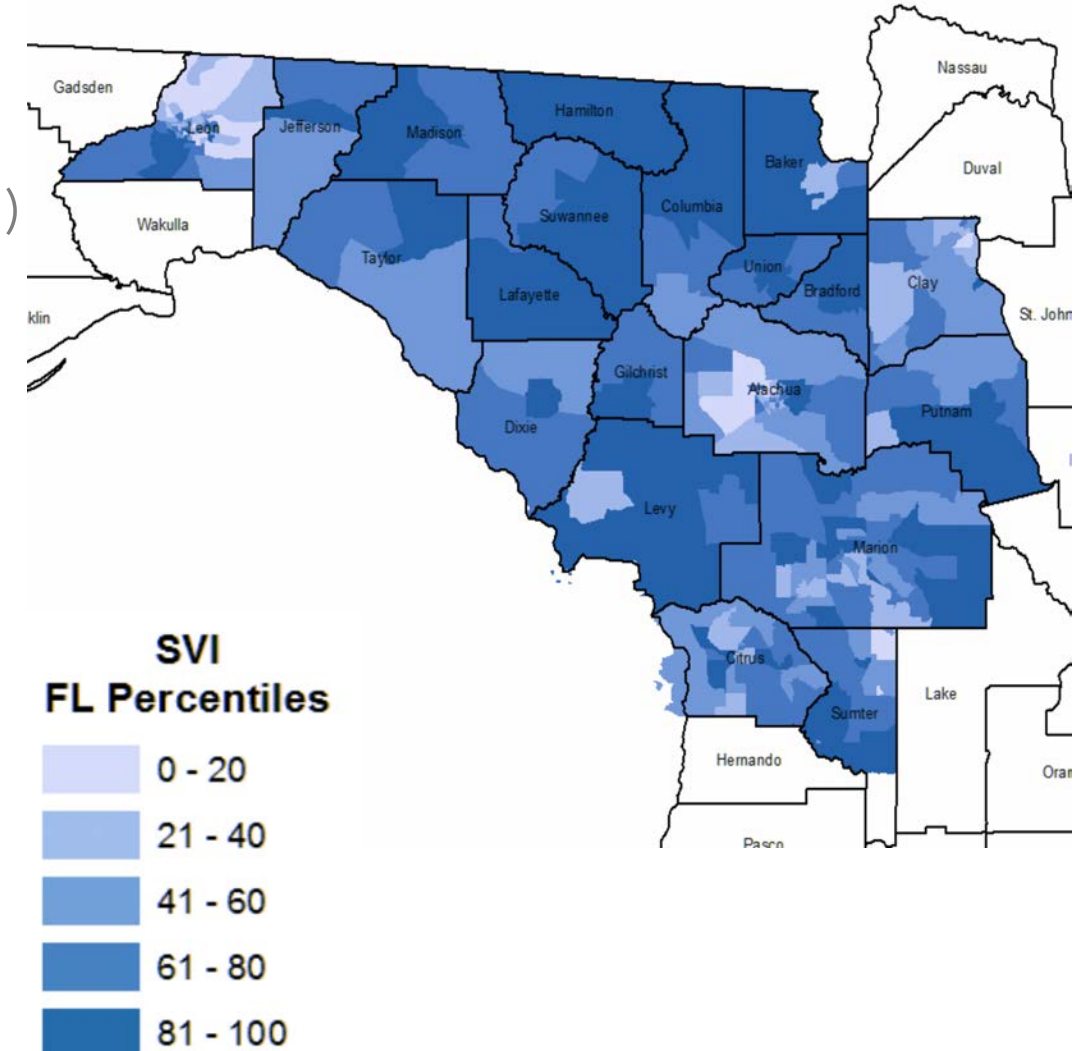 Nassau
Gadsden
Hamilton
Leon
Jefferson
Madison
Baker
Duval
Columbia
Suwannee
Wakulla
Taylor
Union
Clay
Bradford
Lafayette
klin
St. John
Gilchrist
Alachua
Putnam
Dixie
Levy
Marion
Citrus
Lake
Sumter
Hernando
Oran
Pasco
)
SVI
FL Percentiles
0 - 20
21 - 40
41 - 60
61 - 80
81 - 100